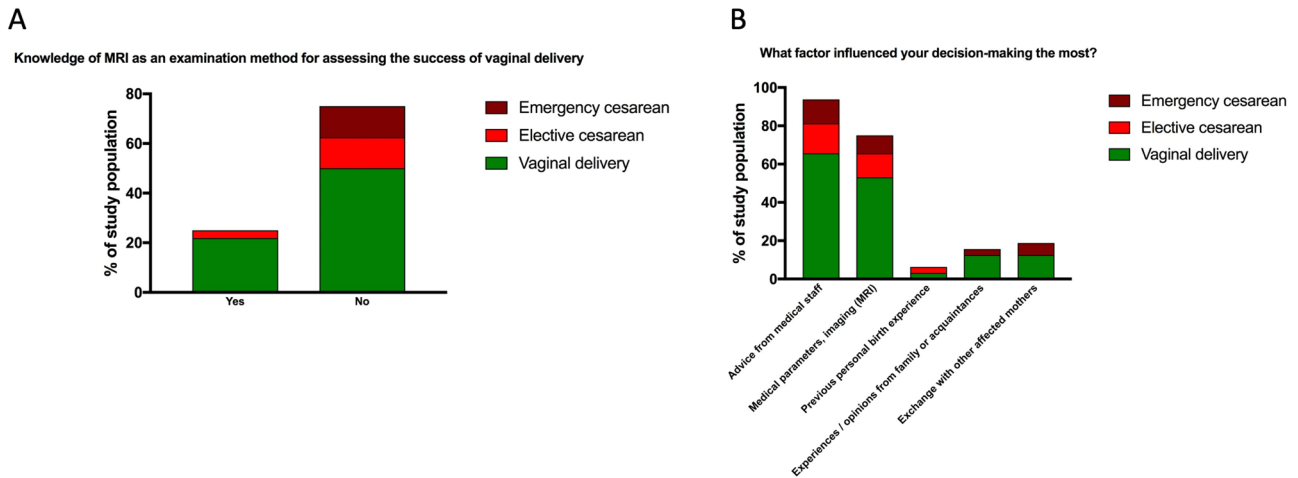 A
Knowledge of MRI as an examination method for assessing the success of vaginal delivery
% of study population
80
60
40
20
0
Yes
No
Emergency cesarean
Elective cesarean
Vaginal delivery
B
What factor influenced your decision-making the most?
% of study population
100
80
60
40
20
0
Advice from medical staff
Medical parameters, imaging (MRI)
Previous personal birth experience
Experiences / opinions from family or acquaintances
Exchange with other affected mothers
Emergency cesarean
Elective cesarean
Vaginal delivery